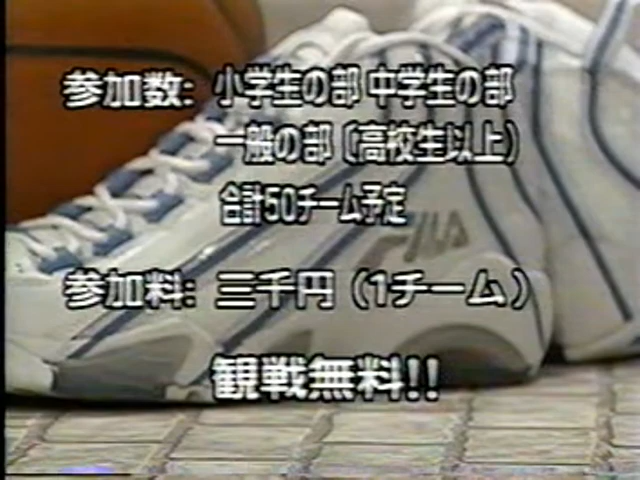 参加数: 小学生の部 中学生の部
一般の部 (高校生以上)
合計50チーム予定
FILA
参加料: 三千円 (1チーム)
観戦無料!!